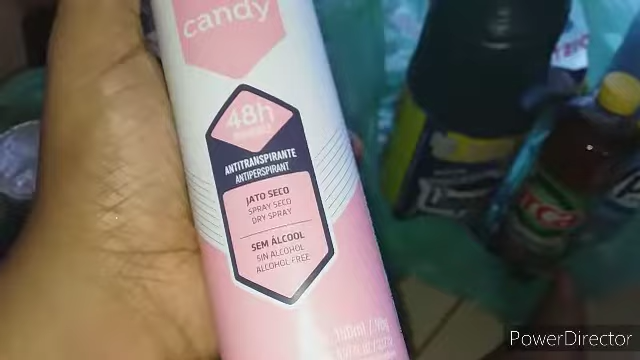 candy
48h
ANTITRANSPIRANTE
ANTIPERSPIRANT
JATO SECO
SPRAY SECO
DRY SPRAY
SEM ÁLCOOL
SIN ALCOHOL
ALCOHOL FREE
PowerDirector